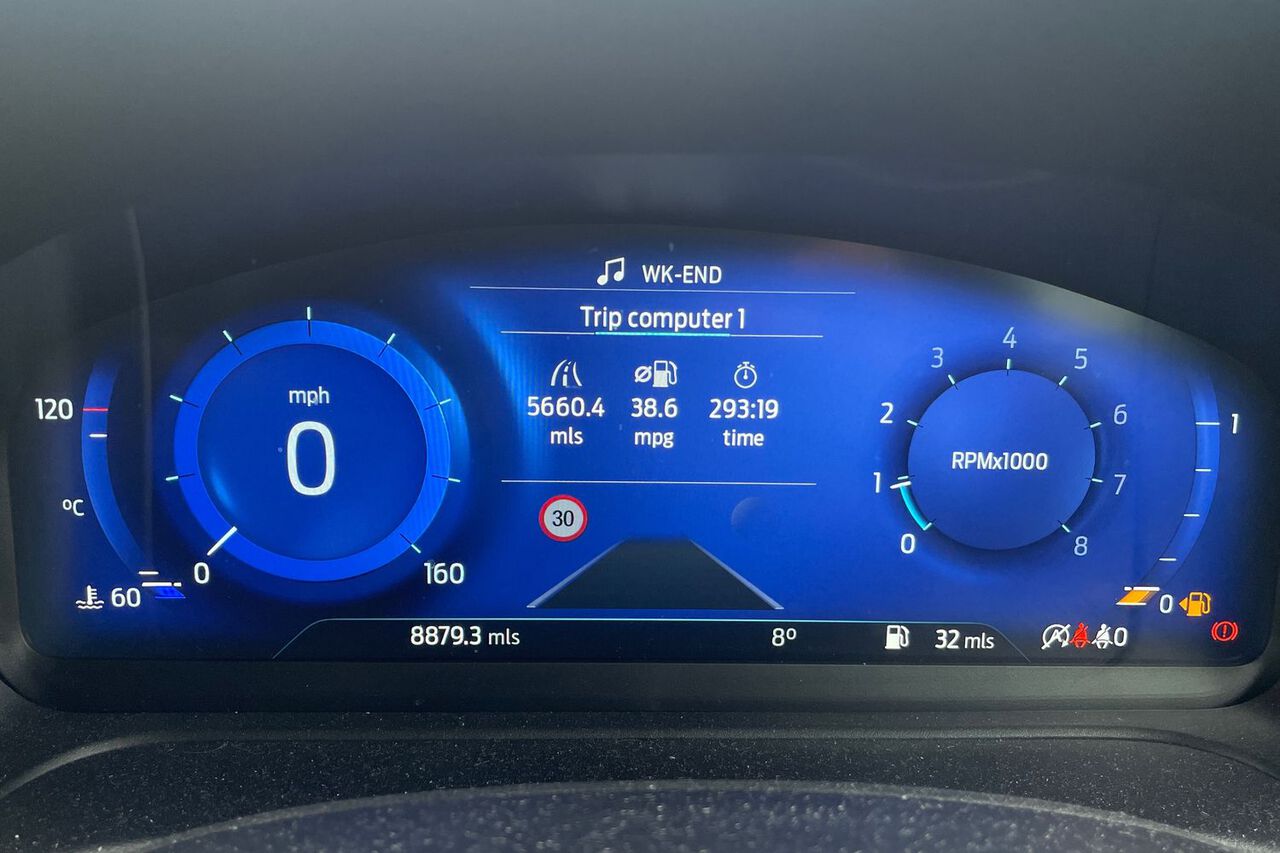 WK-END
Trip computer 1
5660.4 38.6 293:19
mls mpg time
120
°C
60
mph
0
0 160
30
0 1 2 3 4 5 6 7 8
RPMx1000
1
0
8879.3 mls 8° 32 mls 0